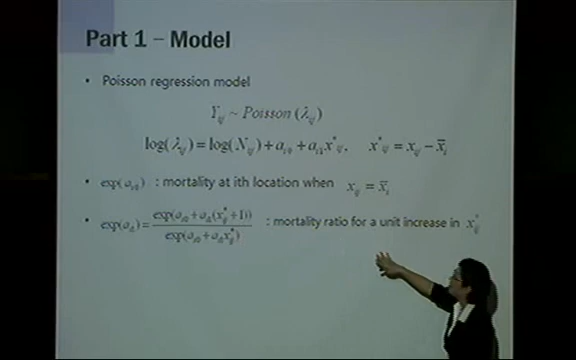 Part 1 – Model
• Poisson regression model
Y_ij ~ Poisson (λ_ij)
log(λ_ij) = log(N_ij) + a_i0 + a_i1 x*_ij, x*_ij = x_ij − x̄_i
• exp(a_i0) : mortality at ith location when x_ij = x̄_i
• exp(a_i1) = exp(a_i0 + a_i1(x*_ij + 1)) / exp(a_i0 + a_i1 x*_ij) : mortality ratio for a unit increase in x*_ij